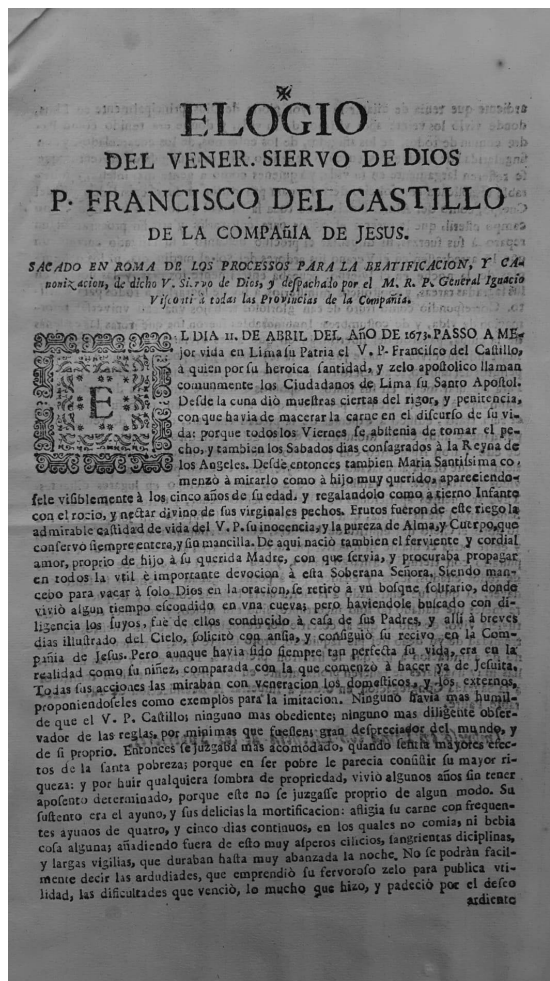 ELOGIO
DEL VENER. SIERVO DE DIOS
P. FRANCISCO DEL CASTILLO
DE LA COMPAñIA DE JESUS.
SACADO EN ROMA DE LOS PROCESSOS PARA LA BEATIFICACION, Y CA-
nonizacion, de dicho V. Siervo de Dios, y despachado por el M. R. P. General Ignacio
Visconti à todas las Provincias de la Compañia.
EL DIA 11. DE ABRIL DEL AñO DE 1673. PASSO A ME-
jor vida en Lima su Patria el V. P. Francisco del Castillo,
à quien por su heroica santidad, y zelo apostolico llaman
comunmente los Ciudadanos de Lima su Santo Apostol.
Desde la cuna diò muestras ciertas del rigor, y penitencia,
con que havia de macerar la carne en el discurso de su vi-
da: porque todos los Viernes se abstenia de tomar el pe-
cho, y tambien los Sabados dias consagrados à la Reyna de
los Angeles. Desde entonces tambien Maria Santissima co-
menzò à mirarlo como à hijo muy querido, apareciendo-
sele visiblemente à los cinco años de su edad, y regalandolo como à tierno Infante
con el rocio, y nectar divino de sus virginales pechos. Frutos fueron de este riego la
admirable castidad de vida del V. P. su inocencia, y la pureza de Alma, y Cuerpo, que
conservo siempre entera, y sin mancilla. De aqui naciò tambien el ferviente y cordial
amor, proprio de hijo à su querida Madre, con que servia, y procuraba propagar
en todos la vtil è importante devocion à esta Soberana Señora. Siendo man-
cebo para vacar à solo Dios en la oracion, se retirò a vn bosque solitario, donde
viviò algun tiempo escondido en vna cueva; pero haviendole buscado con di-
ligencia los suyos, fue de ellos conducido à casa de sus Padres, y assi à breves
dias illustrado del Cielo, solicitò con ansia, y consiguiò su recivo en la Com-
pañia de Jesus. Pero aunque havia sido siempre tan perfecta su vida, era en la
realidad como su niñez, comparada con la que comenzò à hacer ya de Jesuita.
Todas sus acciones las miraban con veneracion los domesticos, y los externos,
proponiendoseles como exemplos para la imitacion. Ninguno havia mas humil-
de que el V. P. Castillo; ninguno mas obediente; ninguno mas diligente obser-
vador de las reglas, por minimas que fuessen; gran despreciador del mundo, y
de si proprio. Entonces se juzgaba mas acomodado, quando sentia mayores efec-
tos de la santa pobreza; porque en ser pobre le parecia consistir su mayor ri-
queza: y por huir qualquiera sombra de propriedad, viviò algunos años sin tener
aposento determinado, porque este no se juzgasse proprio de algun modo. Su
sustento era el ayuno, y sus delicias la mortificacion: afligia su carne con frequen-
tes ayunos de quatro, y cinco dias continuos, en los quales no comia, ni bebia
cosa alguna; añadiendo fuera de esto muy asperos cilicios, sangrientas diciplinas,
y largas vigilias, que duraban hasta muy abanzada la noche. No se podràn facil-
mente decir las ardudiades, que emprendiò su fervoroso zelo para publica vti-
lidad, las dificultades que venciò, lo mucho que hizo, y padeciò por el deseo
ardiente